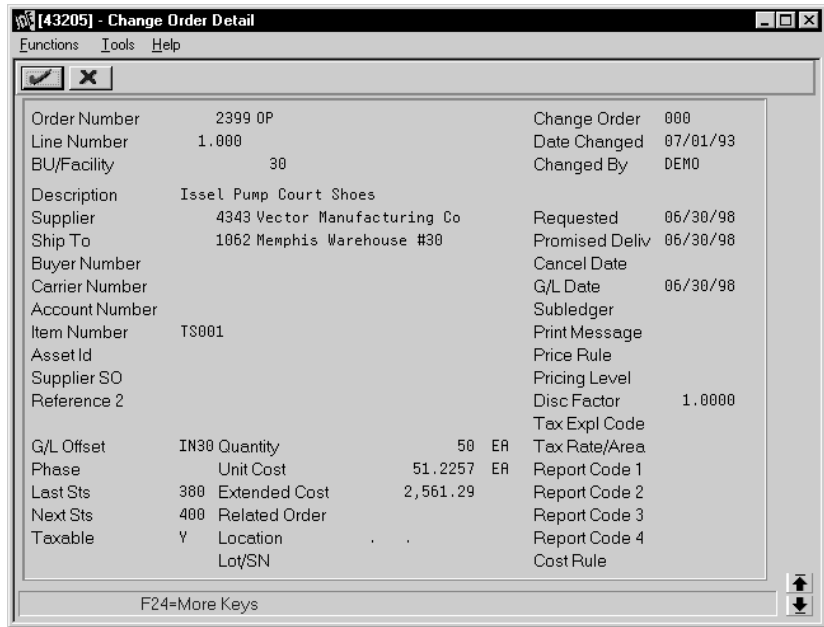 [43205] - Change Order Detail
Functions Tools Help
Order Number 2399 OP Change Order 000
Line Number 1.000 Date Changed 07/01/93
BU/Facility 30 Changed By DEMO
Description Issel Pump Court Shoes
Supplier 4343 Vector Manufacturing Co Requested 06/30/98
Ship To 1062 Memphis Warehouse #30 Promised Deliv 06/30/98
Buyer Number Cancel Date
Carrier Number G/L Date 06/30/98
Account Number Subledger
Item Number TS001 Print Message
Asset Id Price Rule
Supplier SO Pricing Level
Reference 2 Disc Factor 1.0000
Tax Expl Code
G/L Offset IN30 Quantity 50 EA Tax Rate/Area
Phase Unit Cost 51.2257 EA Report Code 1
Last Sts 380 Extended Cost 2,561.29 Report Code 2
Next Sts 400 Related Order Report Code 3
Taxable Y Location . . Report Code 4
Lot/SN Cost Rule
F24=More Keys